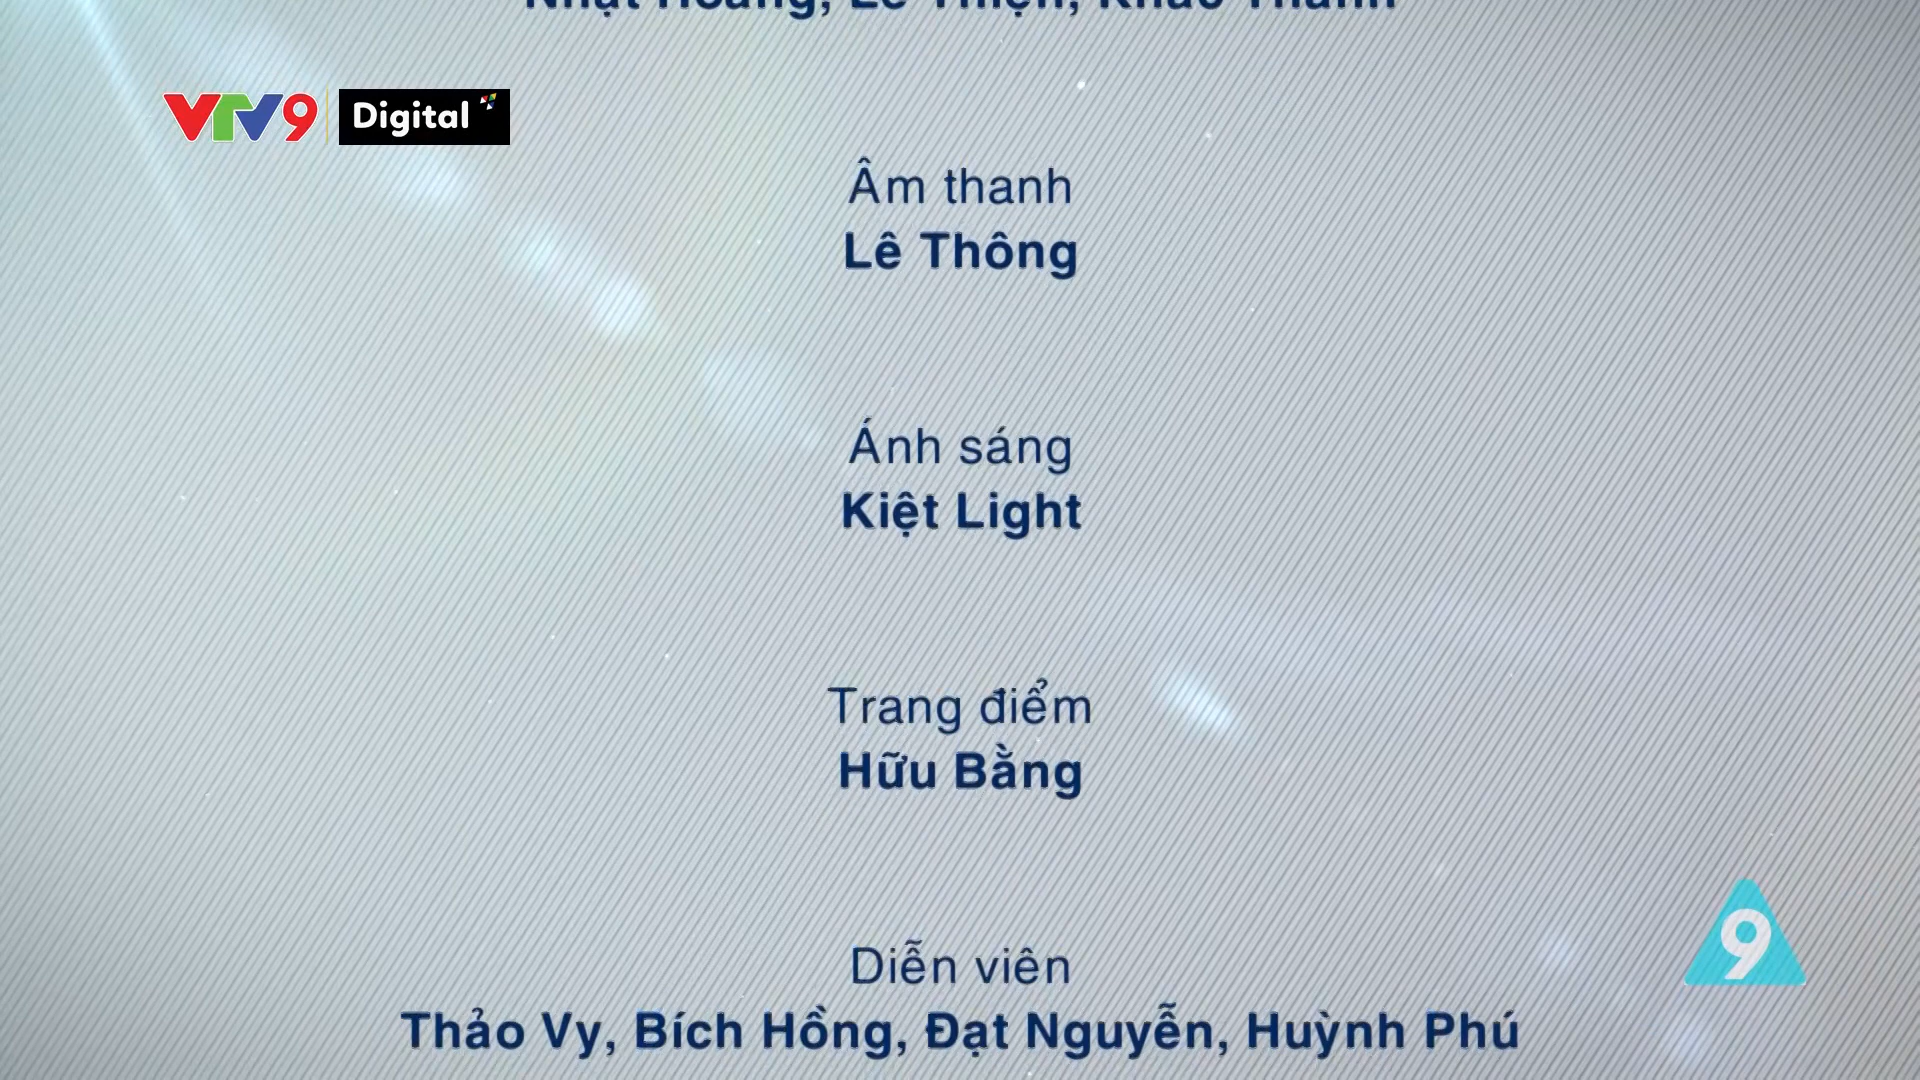 VTV9 Digital
Âm thanh
Lê Thông
Ánh sáng
Kiệt Light
Trang điểm
Hữu Bằng
9
Diễn viên
Thảo Vy, Bích Hồng, Đạt Nguyễn, Huỳnh Phú